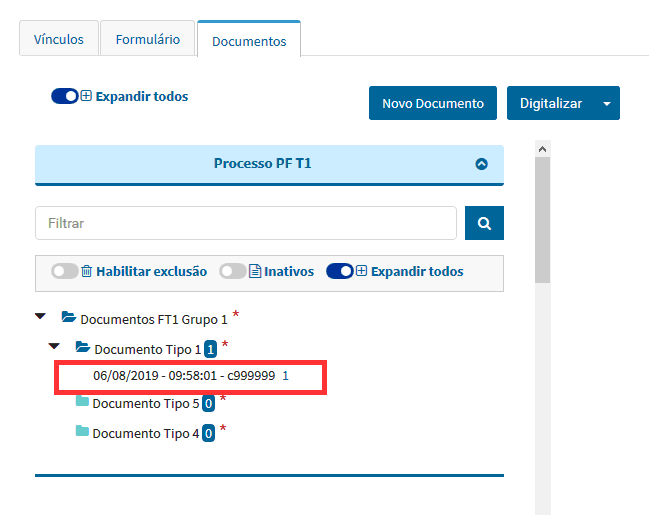 Vínculos Formulário Documentos
Expandir todos Novo Documento Digitalizar
Processo PF T1
Filtrar
Habilitar exclusão Inativos Expandir todos
Documentos FT1 Grupo 1 *
Documento Tipo 1 1 *
06/08/2019 - 09:58:01 - c999999 1
Documento Tipo 5 0 *
Documento Tipo 4 0 *